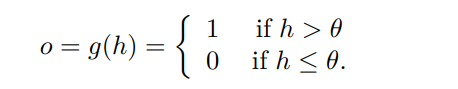 o = g(h) = { 1 if h > θ
0 if h ≤ θ.